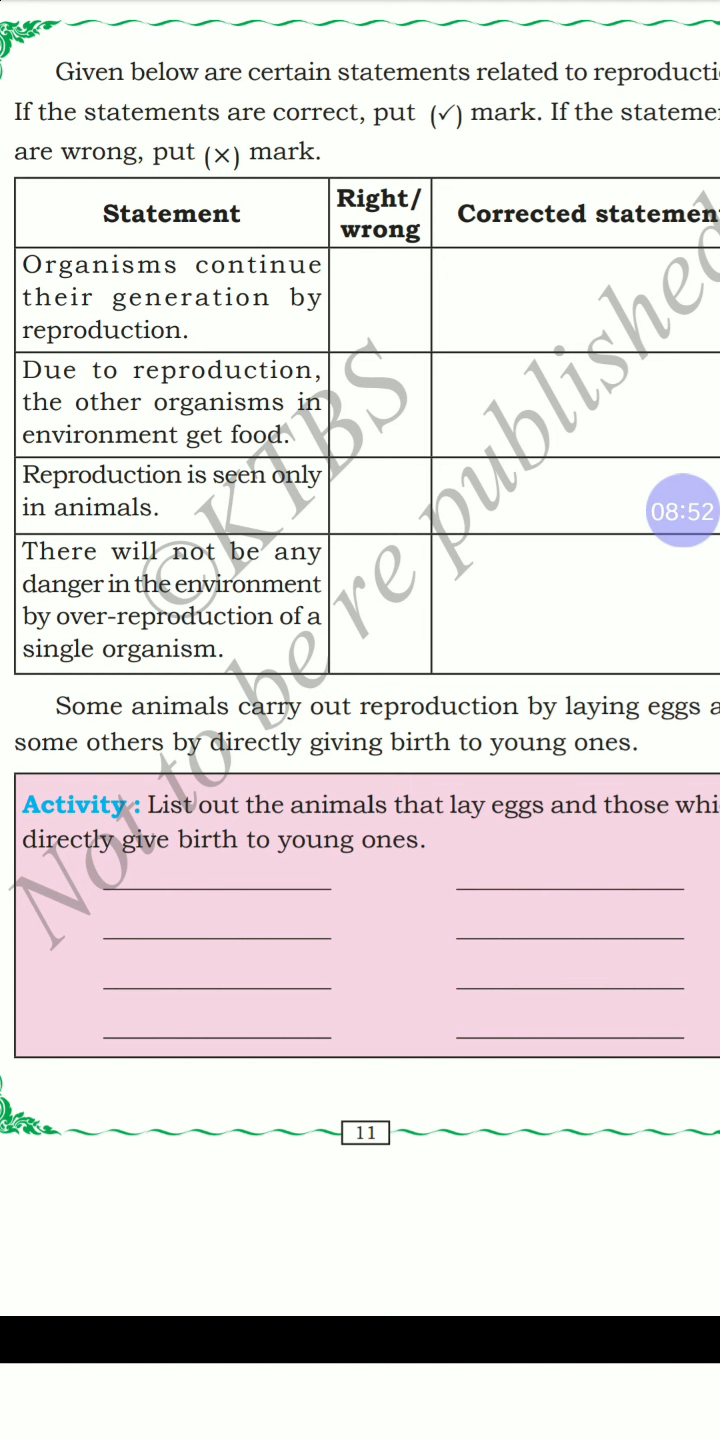 Given below are certain statements related to reproducti
If the statements are correct, put (✓) mark. If the stateme
are wrong, put (×) mark.
Statement
Right/
wrong
Corrected statemen
Organisms continue
their generation by
reproduction.
Due to reproduction,
the other organisms in
environment get food.
Reproduction is seen only
in animals.
08:52
There will not be any
danger in the environment
by over-reproduction of a
single organism.
©KTBS
Not to be re published
Some animals carry out reproduction by laying eggs a
some others by directly giving birth to young ones.
Activity : List out the animals that lay eggs and those whi
directly give birth to young ones.
11